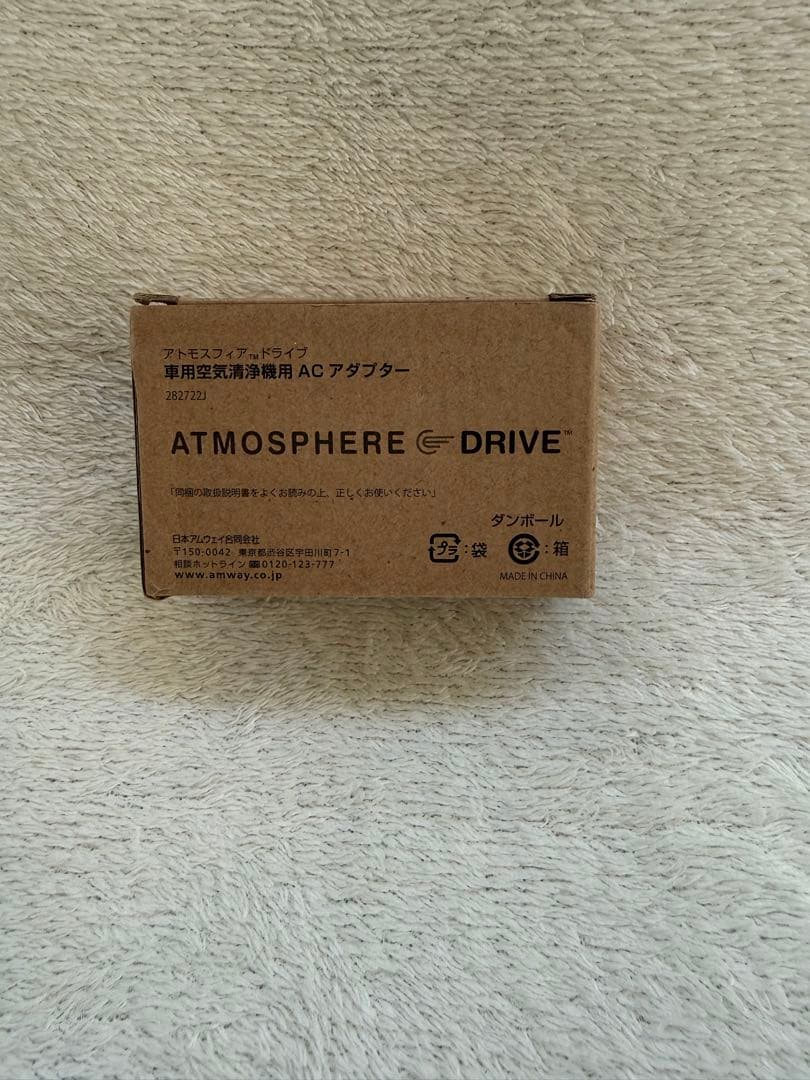 アトモスフィア™ドライブ
車用空気清浄機用 AC アダプター
282722J
ATMOSPHERE DRIVE™
「同梱の取扱説明書をよくお読みの上、正しくお使いください」
ダンボール
日本アムウェイ合同会社
〒150-0042 東京都渋谷区宇田川町7-1
相談ホットライン 0120-123-777
www.amway.co.jp
プラ:袋 :箱
MADE IN CHINA